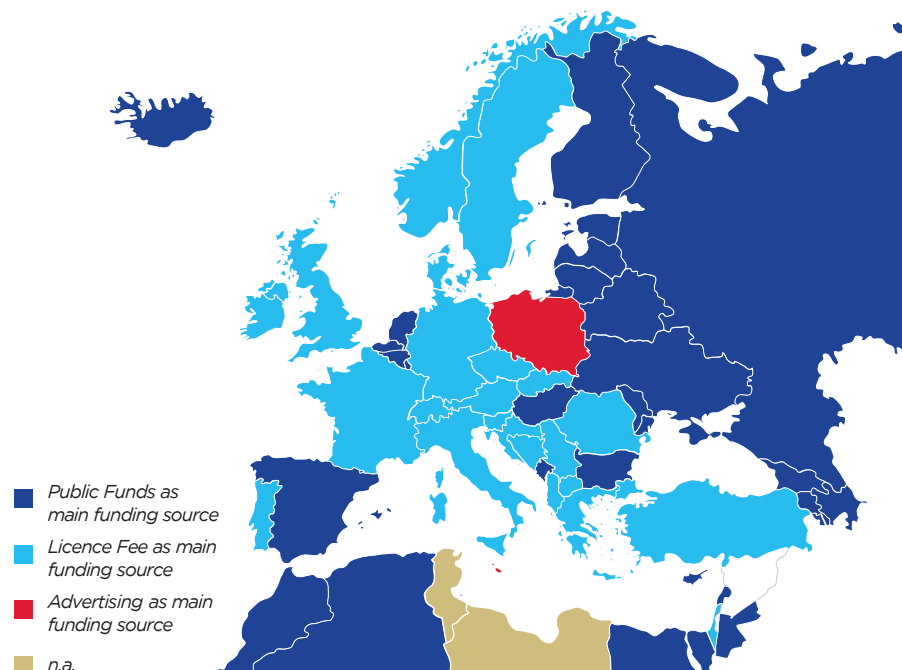 Public Funds as
main funding source
Licence Fee as main
funding source
Advertising as main
funding source
n.a.